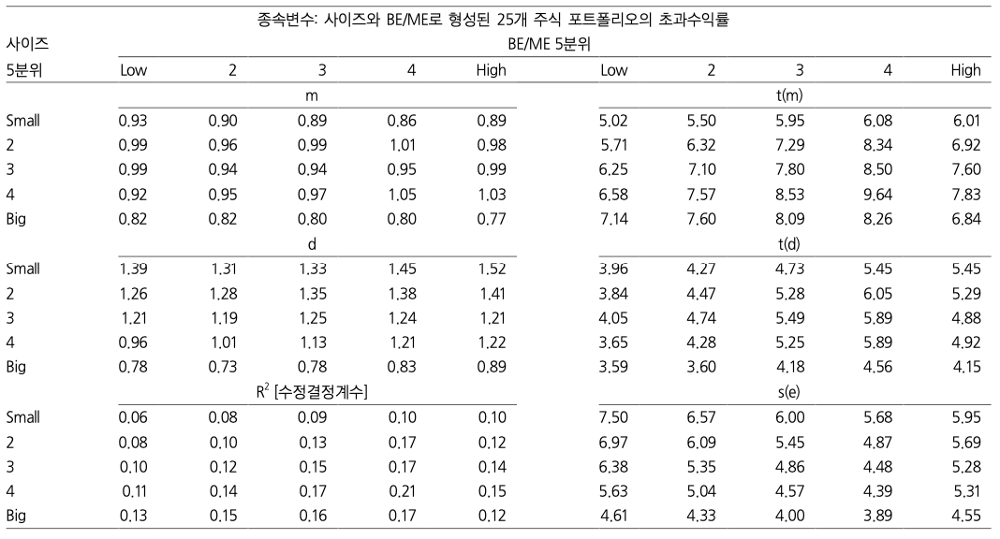 종속변수: 사이즈와 BE/ME로 형성된 25개 주식 포트폴리오의 초과수익률
사이즈 BE/ME 5분위
5분위 Low 2 3 4 High Low 2 3 4 High
m t(m)
Small 0.93 0.90 0.89 0.86 0.89 5.02 5.50 5.95 6.08 6.01
2 0.99 0.96 0.99 1.01 0.98 5.71 6.32 7.29 8.34 6.92
3 0.99 0.94 0.94 0.95 0.99 6.25 7.10 7.80 8.50 7.60
4 0.92 0.95 0.97 1.05 1.03 6.58 7.57 8.53 9.64 7.83
Big 0.82 0.82 0.80 0.80 0.77 7.14 7.60 8.09 8.26 6.84
d t(d)
Small 1.39 1.31 1.33 1.45 1.52 3.96 4.27 4.73 5.45 5.45
2 1.26 1.28 1.35 1.38 1.41 3.84 4.47 5.28 6.05 5.29
3 1.21 1.19 1.25 1.24 1.21 4.05 4.74 5.49 5.89 4.88
4 0.96 1.01 1.13 1.21 1.22 3.65 4.28 5.25 5.89 4.92
Big 0.78 0.73 0.78 0.83 0.89 3.59 3.60 4.18 4.56 4.15
R² [수정결정계수] s(e)
Small 0.06 0.08 0.09 0.10 0.10 7.50 6.57 6.00 5.68 5.95
2 0.08 0.10 0.13 0.17 0.12 6.97 6.09 5.45 4.87 5.69
3 0.10 0.12 0.15 0.17 0.14 6.38 5.35 4.86 4.48 5.28
4 0.11 0.14 0.17 0.21 0.15 5.63 5.04 4.57 4.39 5.31
Big 0.13 0.15 0.16 0.17 0.12 4.61 4.33 4.00 3.89 4.55